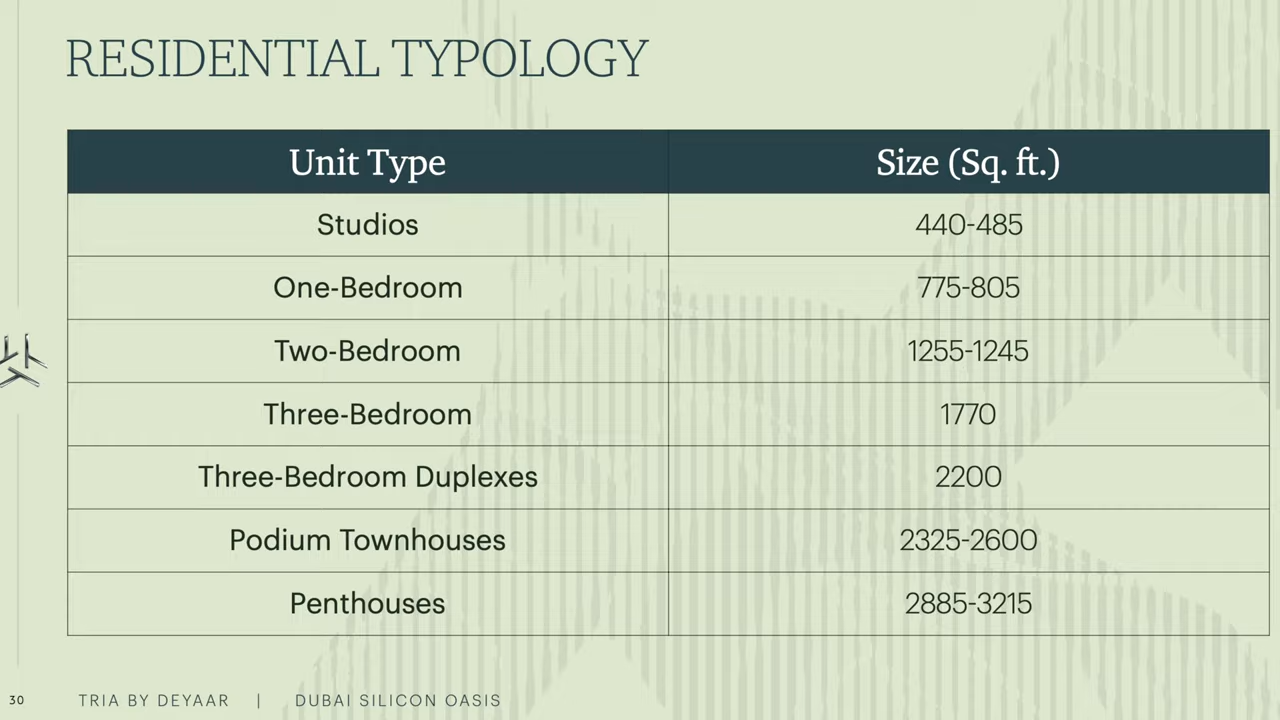 RESIDENTIAL TYPOLOGY
Unit Type Size (Sq. ft.)
Studios 440-485
One-Bedroom 775-805
Two-Bedroom 1255-1245
Three-Bedroom 1770
Three-Bedroom Duplexes 2200
Podium Townhouses 2325-2600
Penthouses 2885-3215
30 TRIA BY DEYAAR | DUBAI SILICON OASIS